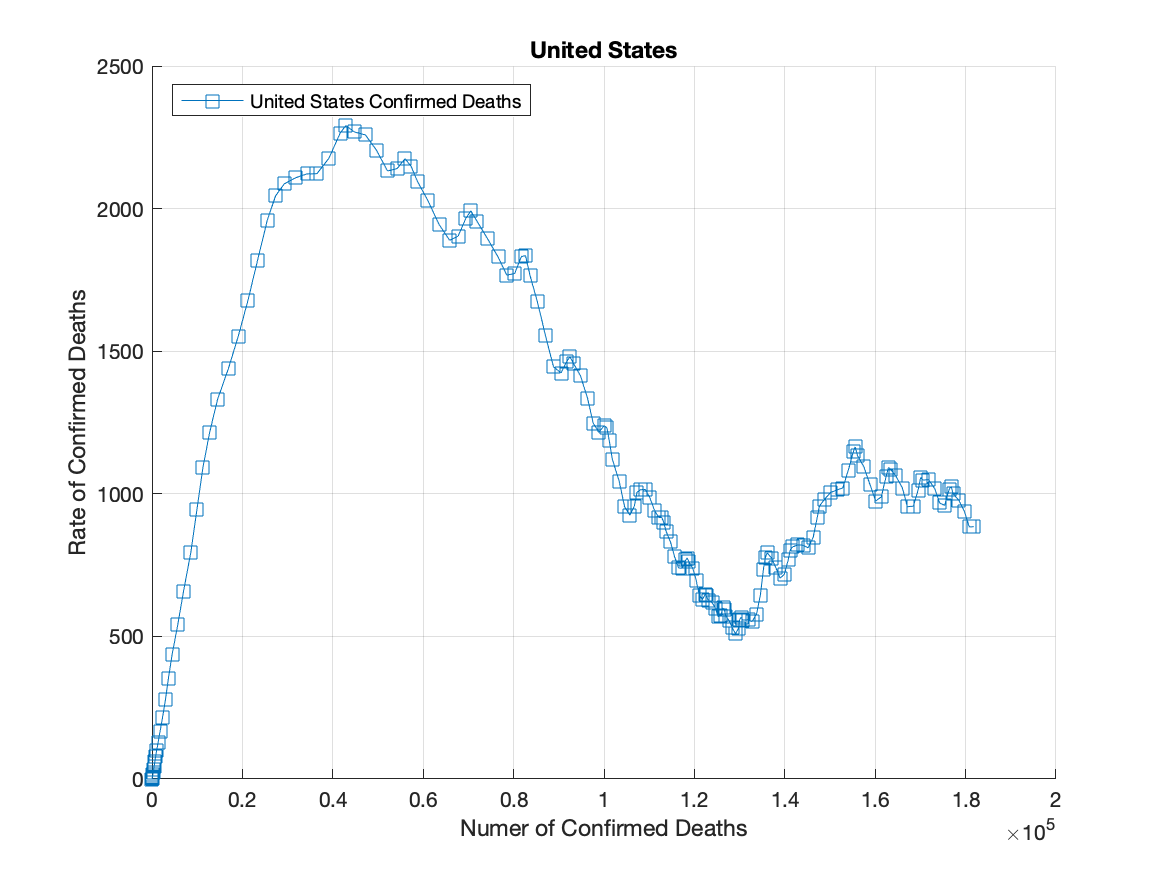 United States
United States Confirmed Deaths
2500
2000
1500
1000
500
0
Rate of Confirmed Deaths
0 0.2 0.4 0.6 0.8 1 1.2 1.4 1.6 1.8 2
Numer of Confirmed Deaths
×10^5